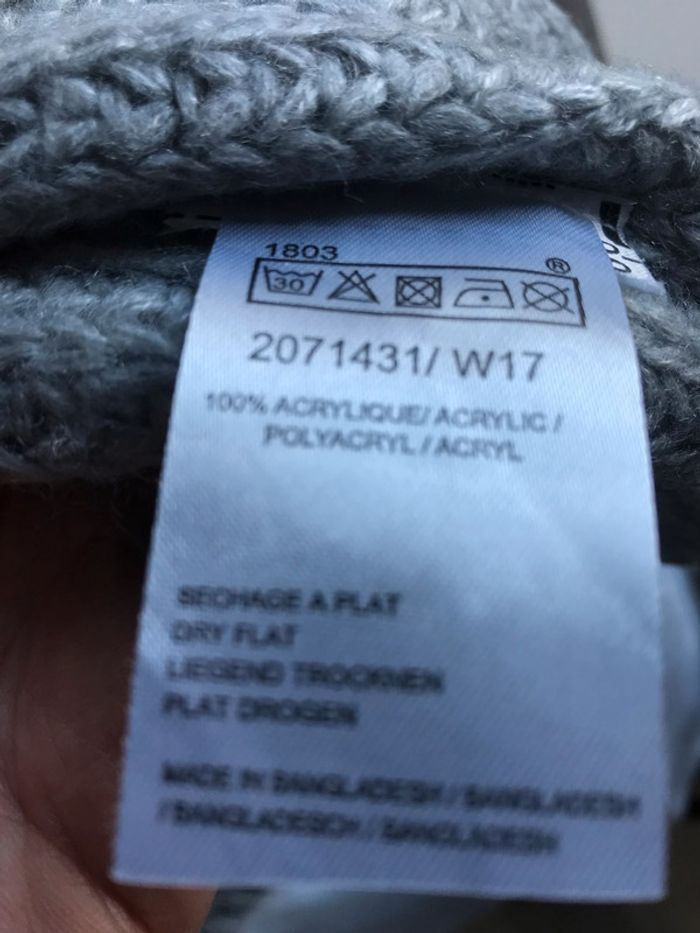 1803
®
30
2071431/ W17
100% ACRYLIQUE/ ACRYLIC /
POLYACRYL / ACRYL
SECHAGE A PLAT
DRY FLAT
LIEGEND TROCKNEN
PLAT DROGEN
MADE IN BANGLADESH / BANGLADESH
/ BANGLADESCH / BANGLADESH